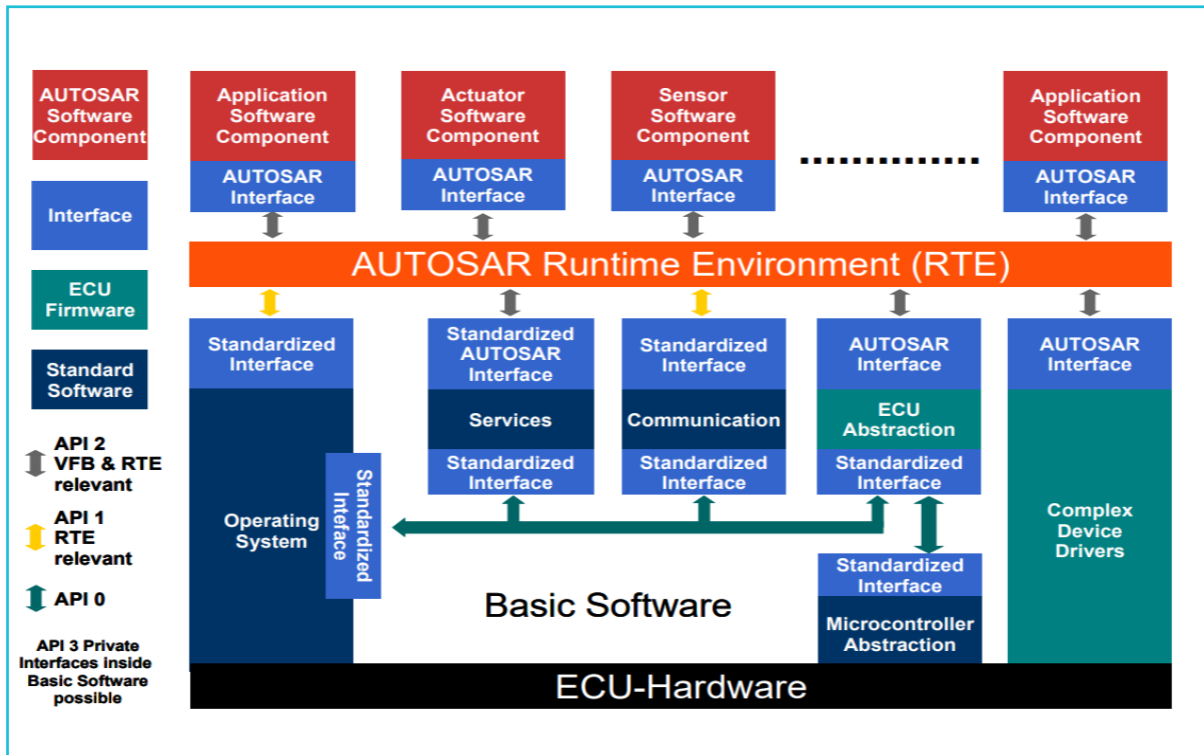 AUTOSAR
Software
Component
Interface
ECU
Firmware
Standard
Software
API 2
VFB & RTE
relevant
API 1
RTE
relevant
API 0
API 3 Private
Interfaces inside
Basic Software
possible
Application
Software
Component
AUTOSAR
Interface
Actuator
Software
Component
AUTOSAR
Interface
Sensor
Software
Component
AUTOSAR
Interface
..............
Application
Software
Component
AUTOSAR
Interface
AUTOSAR Runtime Environment (RTE)
Standardized
Interface
Operating
System
Standardized
Inteface
Standardized
AUTOSAR
Interface
Services
Standardized
Interface
Standardized
Interface
Communication
Standardized
Interface
AUTOSAR
Interface
ECU
Abstraction
Standardized
Interface
Standardized
Interface
Microcontroller
Abstraction
AUTOSAR
Interface
Complex
Device
Drivers
Basic Software
ECU-Hardware